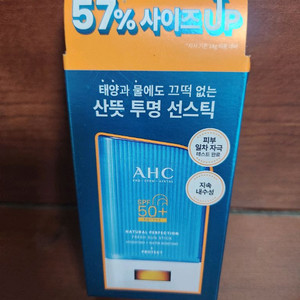 57% 사이즈UP
태양과 물에도 끄떡 없는
산뜻 투명 선스틱
피부
일차 자극
테스트 완료
지속
내수성
AHC
SPF
50+
NATURAL PERFECTION
FRESH SUN STICK
PROTECT